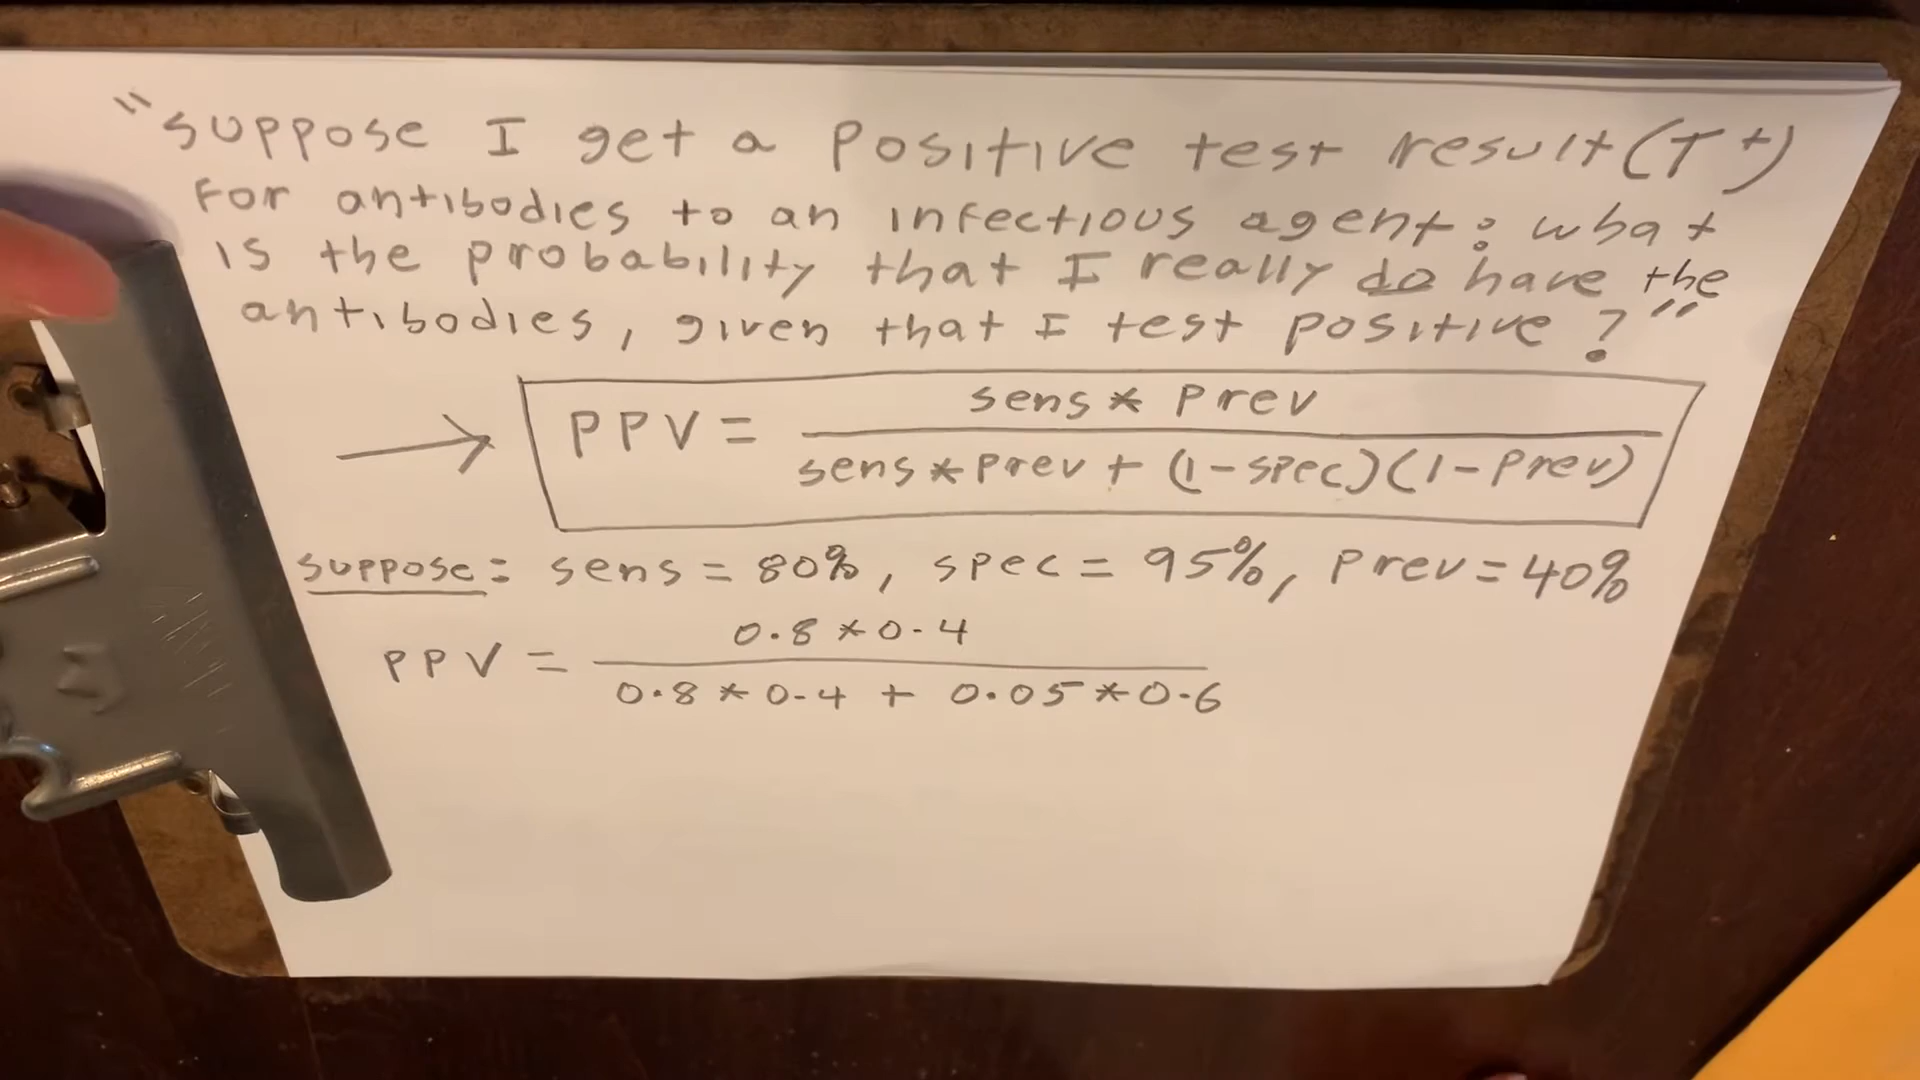 "Suppose I get a positive test result (T+)
for antibodies to an infectious agent: what
is the probability that I really do have the
antibodies, given that I test positive?"
→ PPV = sens * prev / sens * prev + (1-spec)(1-prev)
suppose: sens = 80%, spec = 95%, prev = 40%
PPV = 0.8 * 0.4 / 0.8 * 0.4 + 0.05 * 0.6